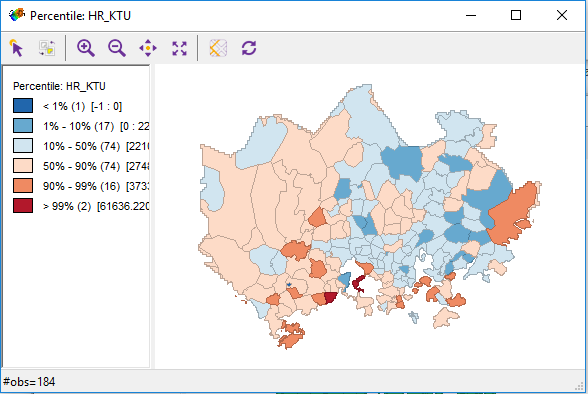 Percentile: HR_KTU
Percentile: HR_KTU
< 1% (1) [-1 : 0]
1% - 10% (17) [0 : 22
10% - 50% (74) [2210
50% - 90% (74) [2748
90% - 99% (16) [3733
> 99% (2) [61636.220
#obs=184